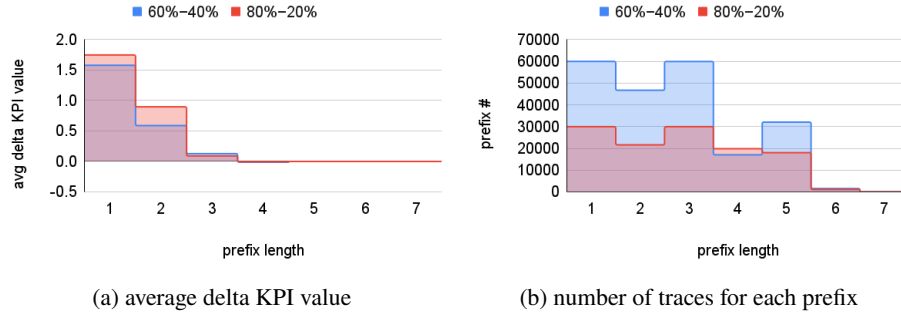 60%–40% 80%–20%
avg delta KPI value
2.0
1.5
1.0
0.5
0.0
-0.5
1 2 3 4 5 6 7
prefix length
(a) average delta KPI value
60%–40% 80%–20%
prefix #
70000
60000
50000
40000
30000
20000
10000
0
1 2 3 4 5 6 7
prefix length
(b) number of traces for each prefix